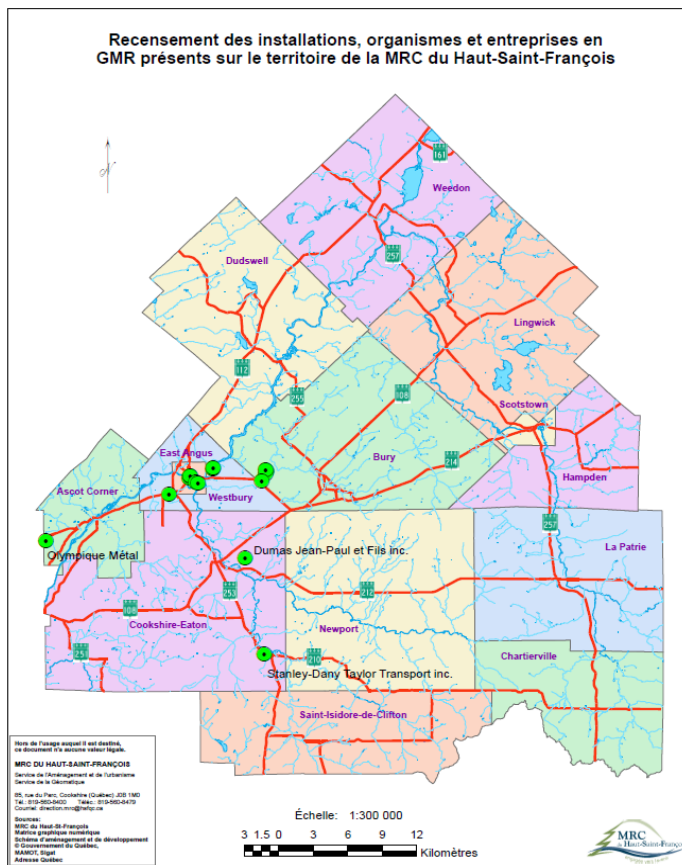 Recensement des installations, organismes et entreprises en
GMR présents sur le territoire de la MRC du Haut-Saint-François
N
161
Weedon
257
Dudswell
Lingwick
112
255
108
Scotstown
East Angus
Bury
214
Hampden
Ascot Corner
Westbury
257
Olympique Métal
Dumas Jean-Paul et Fils inc.
La Patrie
253
212
108
Cookshire-Eaton
Newport
251
210
Chartierville
Stanley-Dany Taylor Transport inc.
Saint-Isidore-de-Clifton
Hors de l'usage auquel il est destiné,
ce document n'a aucune valeur légale.
MRC DU HAUT-SAINT-FRANÇOIS
Service de l'Aménagement et de l'urbanisme
Service de la Géomatique
85, rue du Parc, Cookshire (Québec) J0B 1M0
Tél.: 819-560-8400 Téléc.: 819-560-8479
Courriel: direction.mrc@hsfqc.ca
Sources:
MRC du Haut-St-François
Matrice graphique numérique
Schéma d'aménagement et de développement
© Gouvernement du Québec,
MAMOT, Sigat
Adresse Québec
Échelle: 1:300 000
3 1.5 0 3 6 9 12
Kilomètres
MRC
du Haut-Saint-François